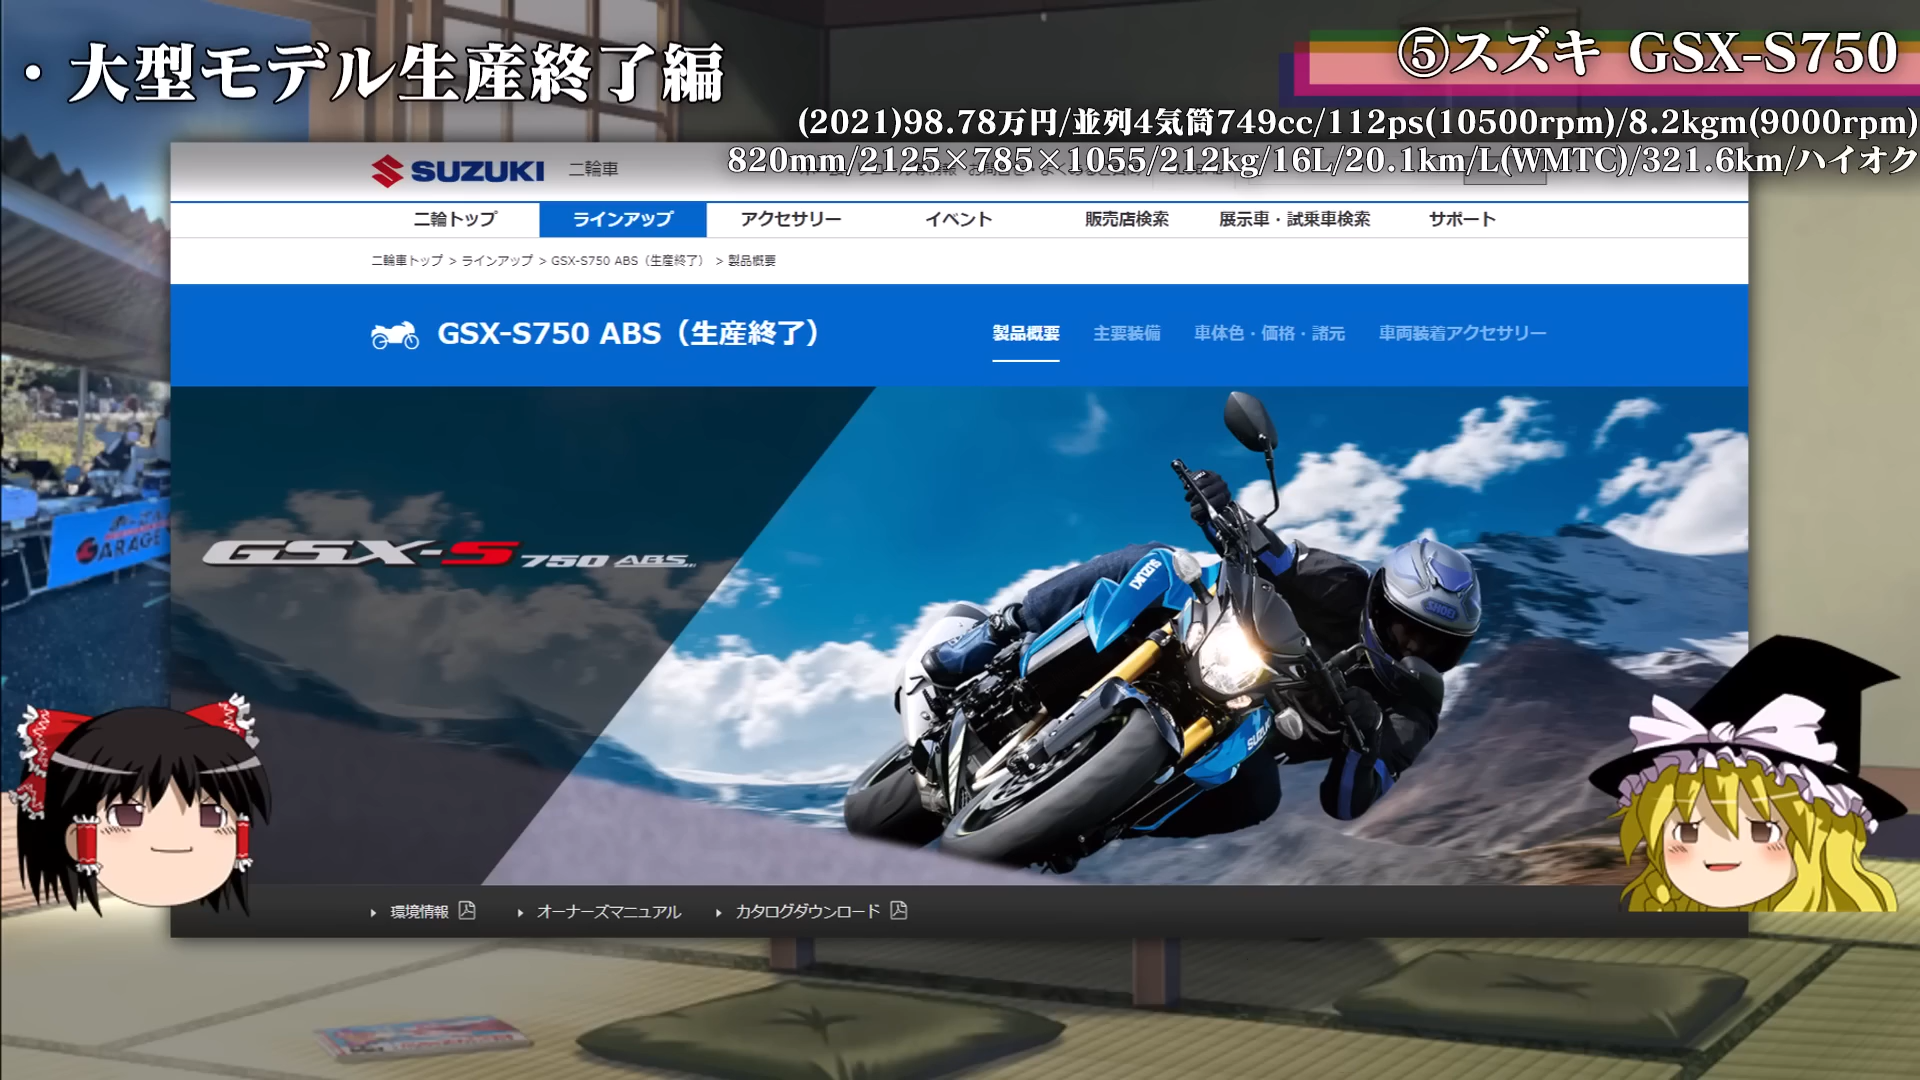 ・大型モデル生産終了編
⑤スズキ GSX-S750
(2021)98.78万円/並列4気筒749cc/112ps(10500rpm)/8.2kgm(9000rpm)
820mm/2125×785×1055/212kg/16L/20.1km/L(WMTC)/321.6km/ハイオク
SUZUKI 二輪車
二輪トップ ラインアップ アクセサリー イベント 販売店検索 展示車・試乗車検索 サポート
二輪車トップ > ラインアップ > GSX-S750 ABS（生産終了） > 製品概要
GSX-S750 ABS（生産終了） 製品概要 主要装備 車体色・価格・諸元 車両装着アクセサリー
GSX-S750 ABS
SUZUKI
SHOEI
GARAGE
環境情報 オーナーズマニュアル カタログダウンロード